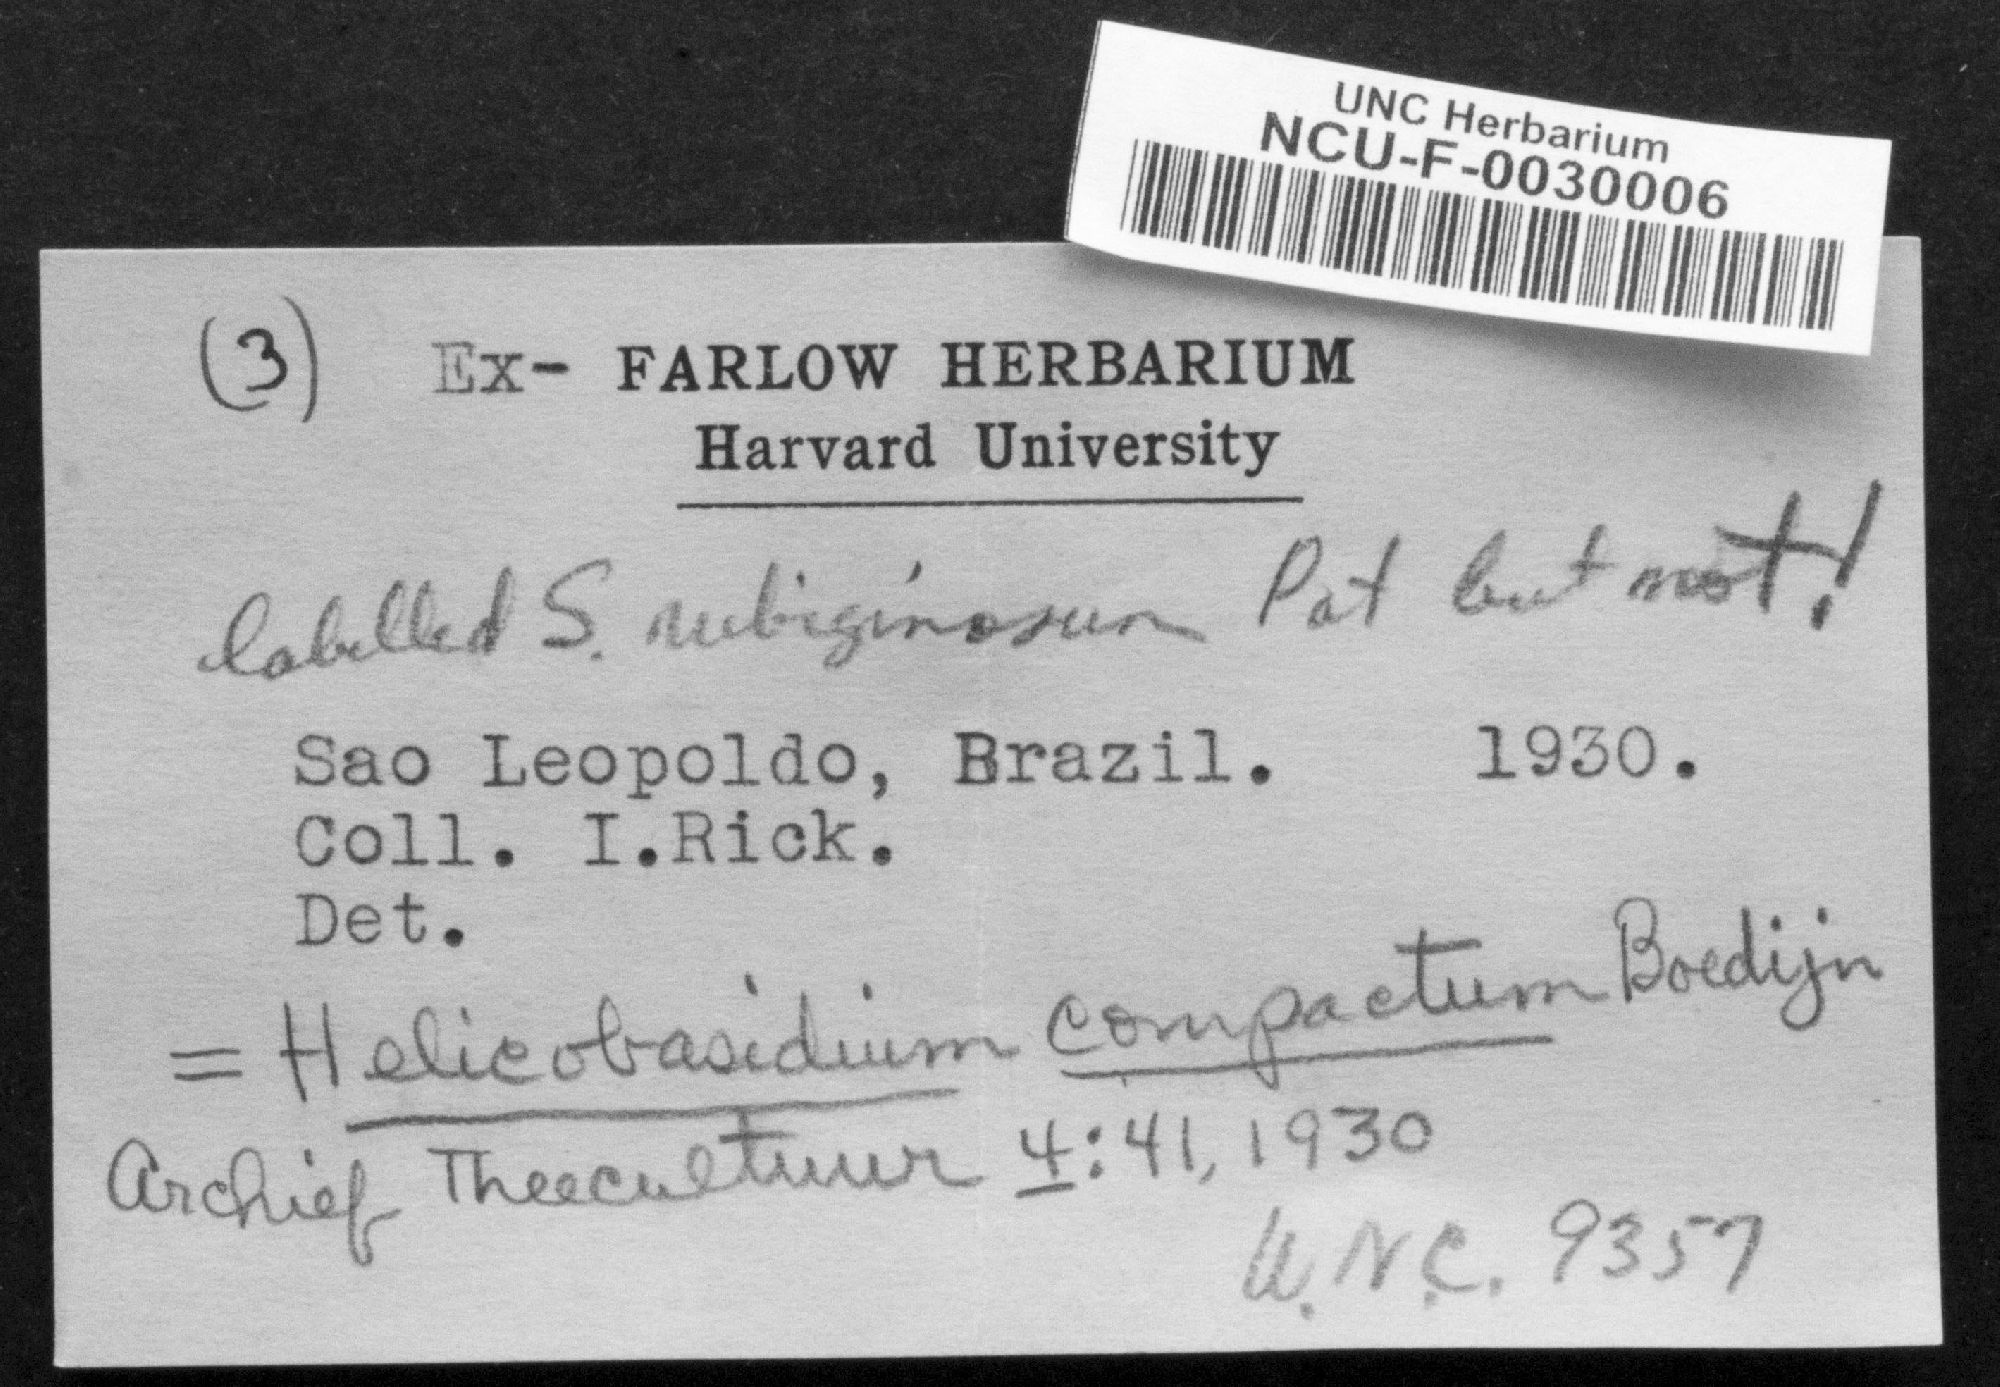 UNC Herbarium
NCU-F-0030006
(3) Ex- FARLOW HERBARIUM
Harvard University
labelled S. rubiginosum Pat but not!
Sao Leopoldo, Brazil. 1930.
Coll. I.Rick.
Det.
= Helicobasidium compactum Boedijn
Archief Theecultuur 4:41, 1930
U.N.C. 9357